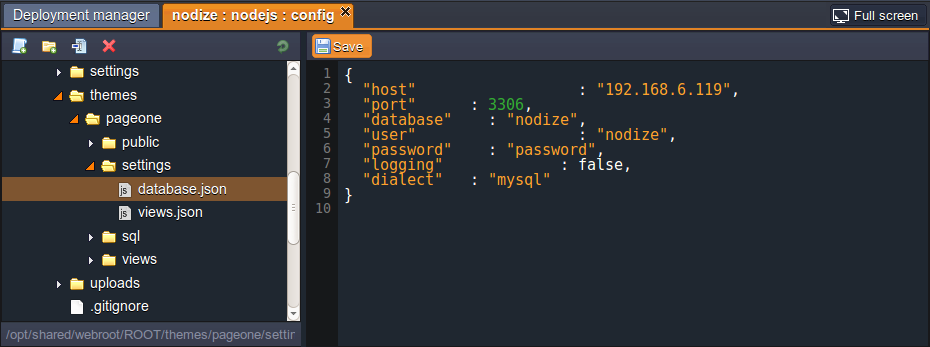 Deployment manager
nodize : nodejs : config
Full screen
Save
settings
themes
pageone
public
settings
database.json
views.json
sql
views
uploads
.gitignore
/opt/shared/webroot/ROOT/themes/pageone/settin
1 {
2 "host" : "192.168.6.119",
3 "port" : 3306,
4 "database" : "nodize",
5 "user" : "nodize",
6 "password" : "password",
7 "logging" : false,
8 "dialect" : "mysql"
9 }
10